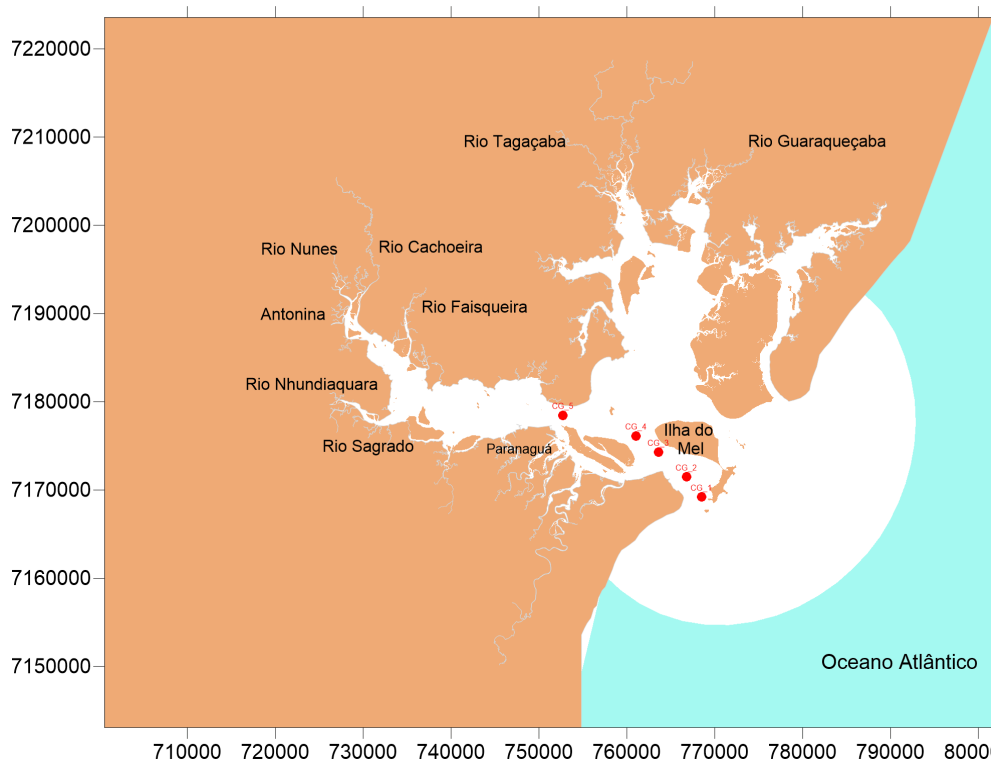 7220000
7210000
7200000
7190000
7180000
7170000
7160000
7150000
Rio Tagaçaba
Rio Guaraqueçaba
Rio Nunes
Rio Cachoeira
Antonina
Rio Faisqueira
Rio Nhundiaquara
Rio Sagrado
Paranaguá
CG_5
CG_4
Ilha do
Mel
CG_3
CG_2
CG_1
Oceano Atlântico
710000
720000
730000
740000
750000
760000
770000
780000
790000
80000